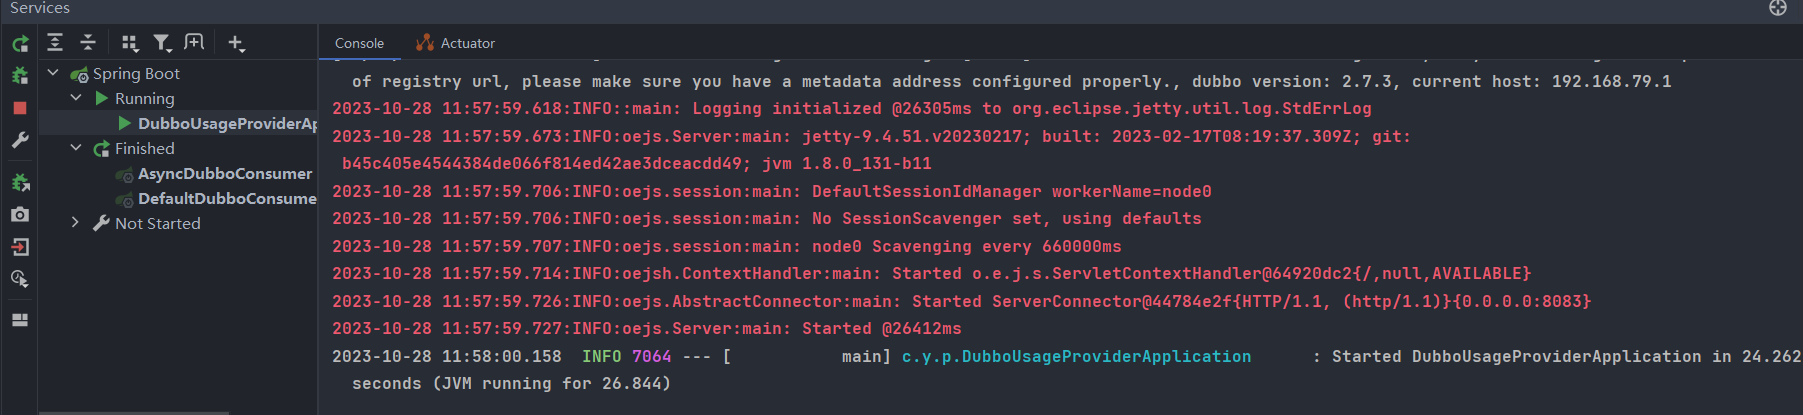 Services
Console
Actuator
Spring Boot
Running
DubboUsageProviderAp
Finished
AsyncDubboConsumer
DefaultDubboConsume
Not Started
of registry url, please make sure you have a metadata address configured properly., dubbo version: 2.7.3, current host: 192.168.79.1
2023-10-28 11:57:59.618:INFO::main: Logging initialized @26305ms to org.eclipse.jetty.util.log.StdErrLog
2023-10-28 11:57:59.673:INFO:oejs.Server:main: jetty-9.4.51.v20230217; built: 2023-02-17T08:19:37.309Z; git:
b45c405e4544384de066f814ed42ae3dceacdd49; jvm 1.8.0_131-b11
2023-10-28 11:57:59.706:INFO:oejs.session:main: DefaultSessionIdManager workerName=node0
2023-10-28 11:57:59.706:INFO:oejs.session:main: No SessionScavenger set, using defaults
2023-10-28 11:57:59.707:INFO:oejs.session:main: node0 Scavenging every 660000ms
2023-10-28 11:57:59.714:INFO:oejsh.ContextHandler:main: Started o.e.j.s.ServletContextHandler@64920dc2{/,null,AVAILABLE}
2023-10-28 11:57:59.726:INFO:oejs.AbstractConnector:main: Started ServerConnector@44784e2f{HTTP/1.1, (http/1.1)}{0.0.0.0:8083}
2023-10-28 11:57:59.727:INFO:oejs.Server:main: Started @26412ms
2023-10-28 11:58:00.158  INFO 7064 --- [           main] c.y.p.DubboUsageProviderApplication      : Started DubboUsageProviderApplication in 24.262
seconds (JVM running for 26.844)